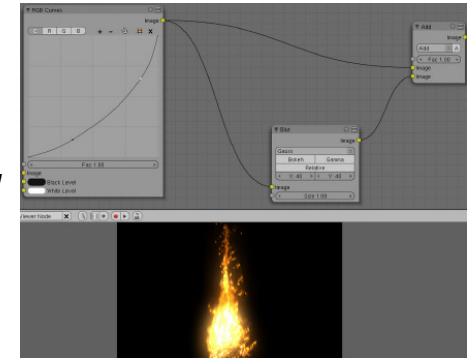 RGB Curves
Image
C R G B
Fac 1.00
Image
Black Level
White Level
Add
Image
Add A
Fac 1.00
Image
Image
Blur
Image
Gauss
Bokeh Gamma
Relative
X: 40 Y: 40
Image
Size 1.00
Viewer Node X